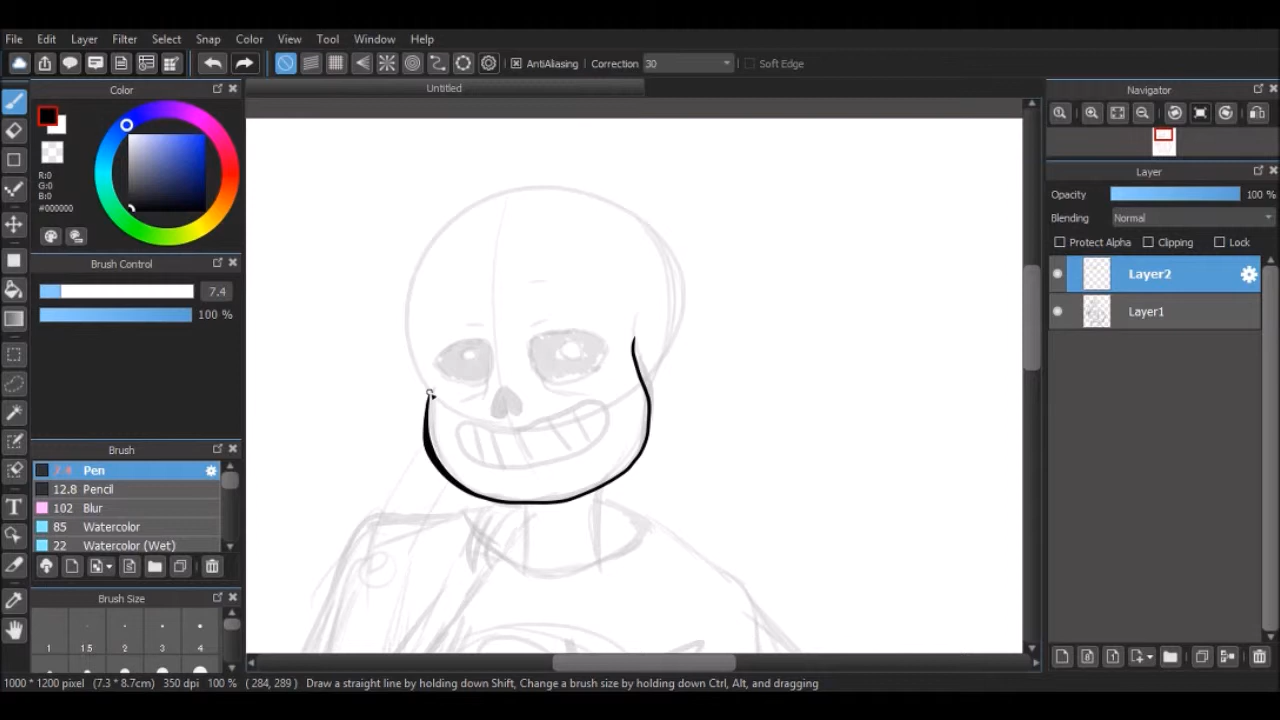 File Edit Layer Filter Select Snap Color View Tool Window Help
AntiAliasing Correction 30 Soft Edge
Color
Untitled
Navigator
R:0
G:0
B:0
#000000
Layer
Opacity 100 %
Blending Normal
Protect Alpha Clipping Lock
Brush Control
7.4
100 %
Layer2
Layer1
Brush
Pen
12.8 Pencil
102 Blur
85 Watercolor
22 Watercolor (Wet)
Brush Size
1 1.5 2 3 4
1000 * 1200 pixel (7.3 * 8.7cm) 350 dpi 100 % ( 284, 289 ) Draw a straight line by holding down Shift, Change a brush size by holding down Ctrl, Alt, and dragging